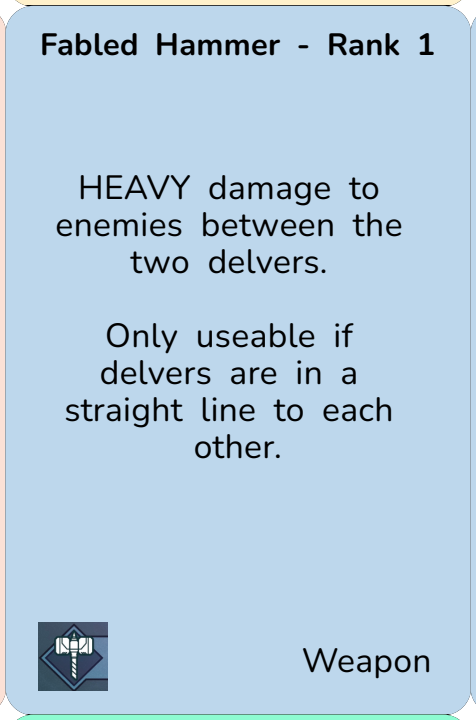 Fabled Hammer - Rank 1
HEAVY damage to
enemies between the
two delvers.
Only useable if
delvers are in a
straight line to each
other.
Weapon